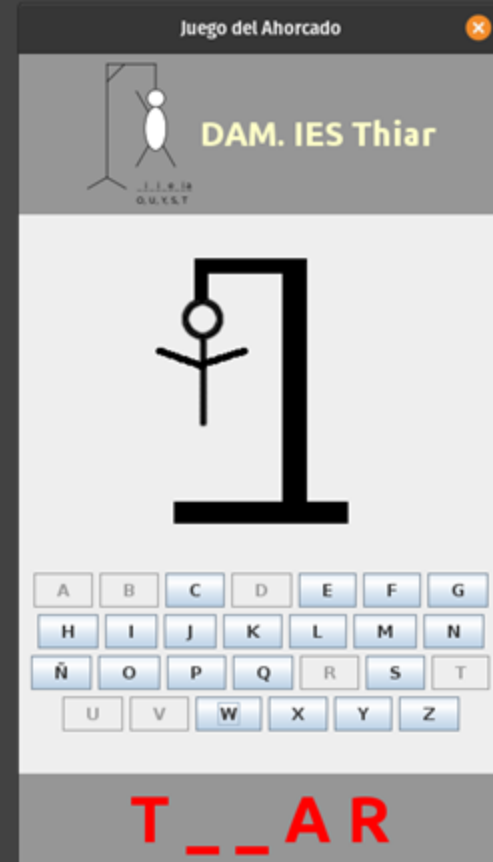 Juego del Ahorcado
DAM. IES Thiar
O, U, Y, S, T
A B C D E F G
H I J K L M N
Ñ O P Q R S T
U V W X Y Z
T _ _ A R